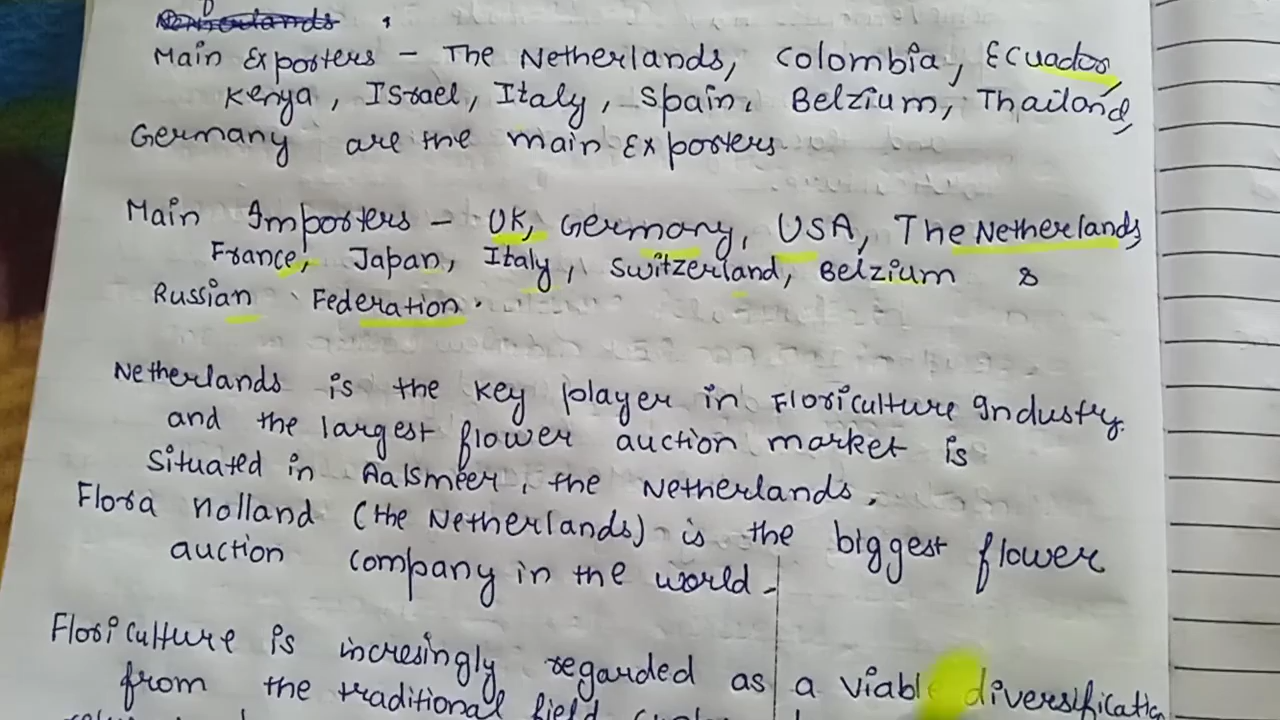 Main Exporters - The Netherlands, Colombia, Ecuador,
Kenya, Israel, Italy, Spain, Belzium, Thailand,
Germany are the main Exporters
Main Importers - UK, Germany, USA, The Netherlands
France, Japan, Italy, Switzerland, Belzium &
Russian Federation.
Netherlands is the key player in Floriculture Industry.
and the largest flower auction market is
situated in Aalsmeer, the Netherlands.
Flora nolland (the Netherlands) is the biggest flower
auction company in the world.
Floriculture is incresingly regarded as a viable diversification
from the traditional field